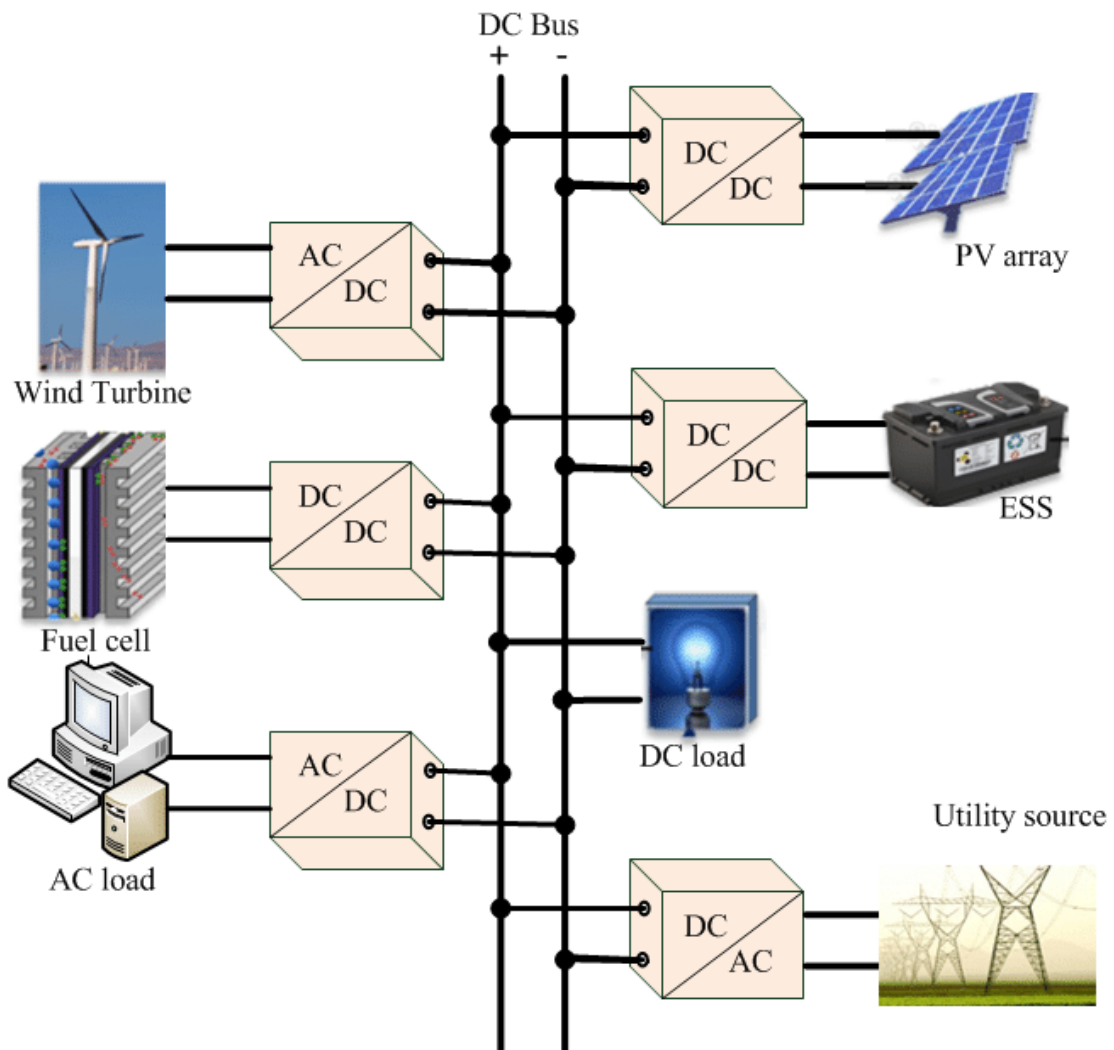 DC Bus
+ -
DC
DC
PV array
AC
DC
Wind Turbine
DC
DC
ESS
DC
DC
Fuel cell
DC load
AC
DC
AC load
Utility source
DC
AC